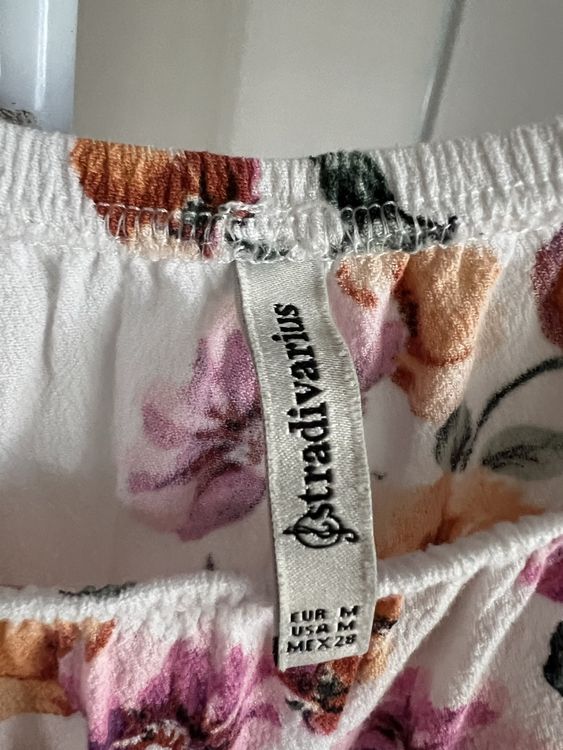 stradivarius
EUR M
USA M
MEX 28